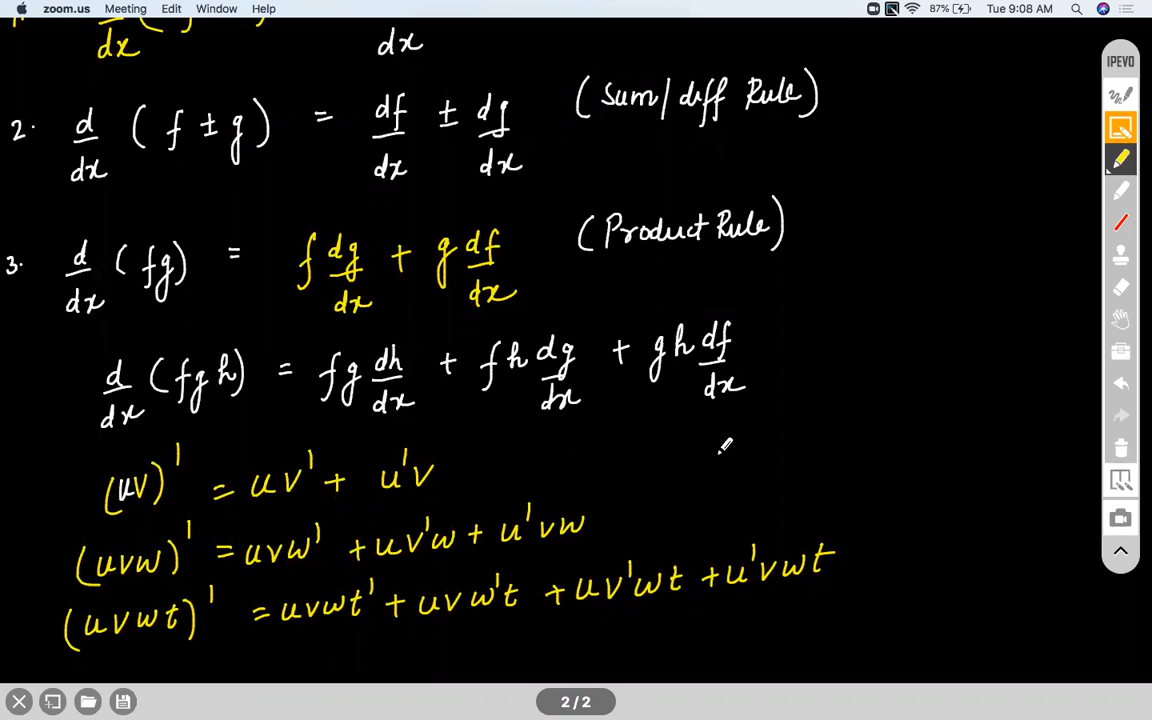 zoom.us Meeting Edit Window Help 87% Tue 9:08 AM
dx dx
2. d/dx (f ± g) = df/dx ± dg/dx (Sum/diff Rule)
3. d/dx (fg) = f dg/dx + g df/dx (Product Rule)
d/dx (fgh) = fg dh/dx + fh dg/dx + gh df/dx
(uv)' = uv' + u'v
(uvw)' = uvw' + uv'w + u'vw
(uvwt)' = uvwt' + uvw't + uv'wt + u'vwt
IPEVO
2/2